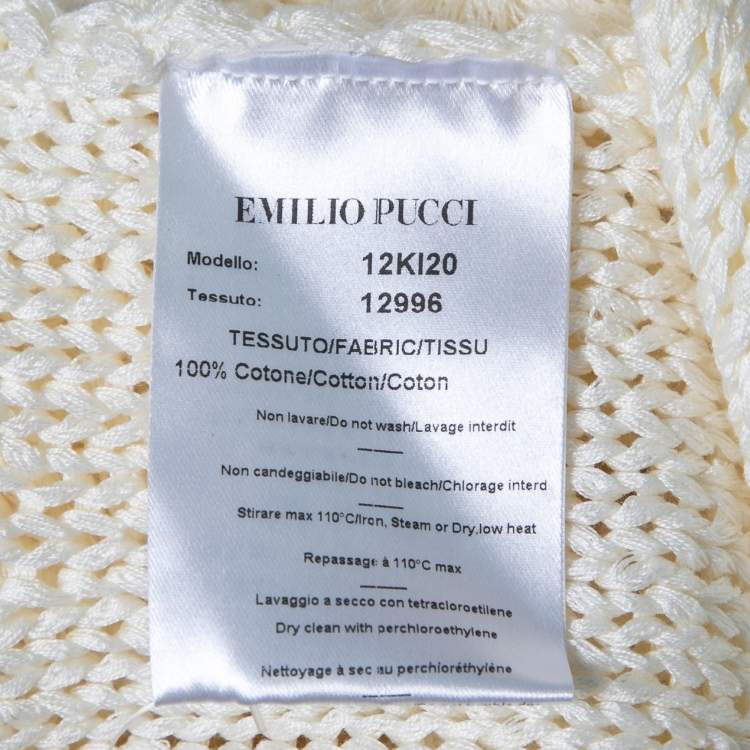 EMILIO PUCCI
Modello: 12KI20
Tessuto: 12996
TESSUTO/FABRIC/TISSU
100% Cotone/Cotton/Coton
Non lavare/Do not wash/Lavage interdit
Non candeggiabile/Do not bleach/Chlorage interd
Stirare max 110°C/Iron, Steam or Dry,low heat
Repassage à 110°C max
Lavaggio a secco con tetracloroetilene
Dry clean with perchloroethylene
Nettoyage à sec au perchloréthylène